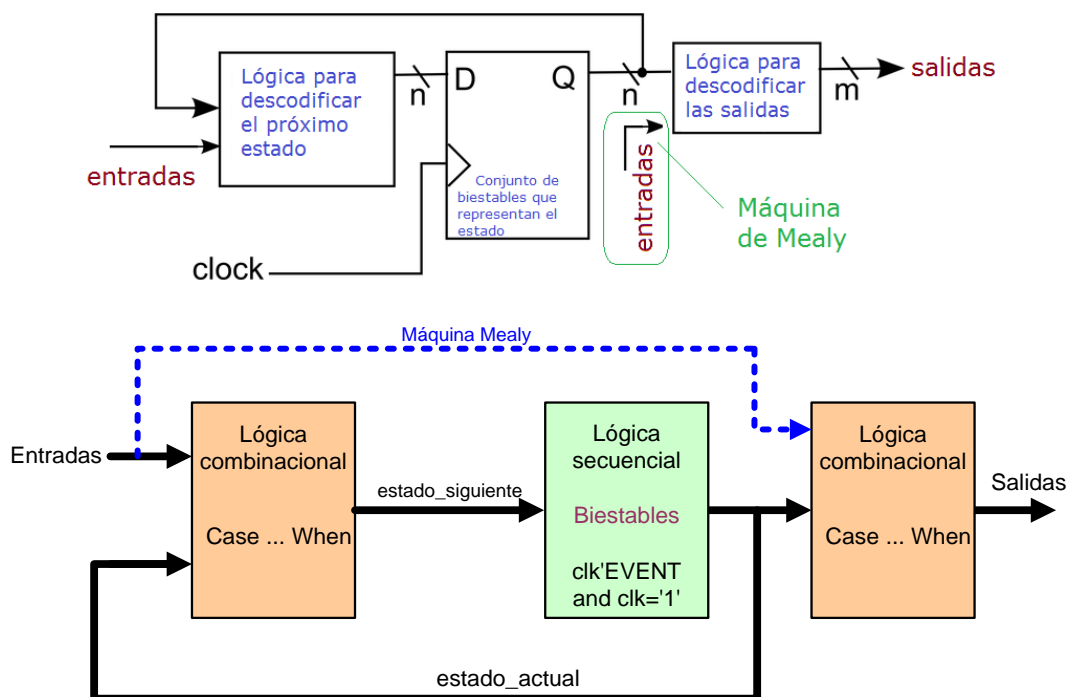 Lógica para
descodificar
el próximo
estado
entradas
clock
n
D
Q
Conjunto de
biestables que
representan el
estado
n
entradas
Lógica para
descodificar
las salidas
m
salidas
Máquina
de Mealy
Máquina Mealy
Entradas
Lógica
combinacional
Case ... When
estado_siguiente
Lógica
secuencial
Biestables
clk'EVENT
and clk='1'
Lógica
combinacional
Case ... When
Salidas
estado_actual